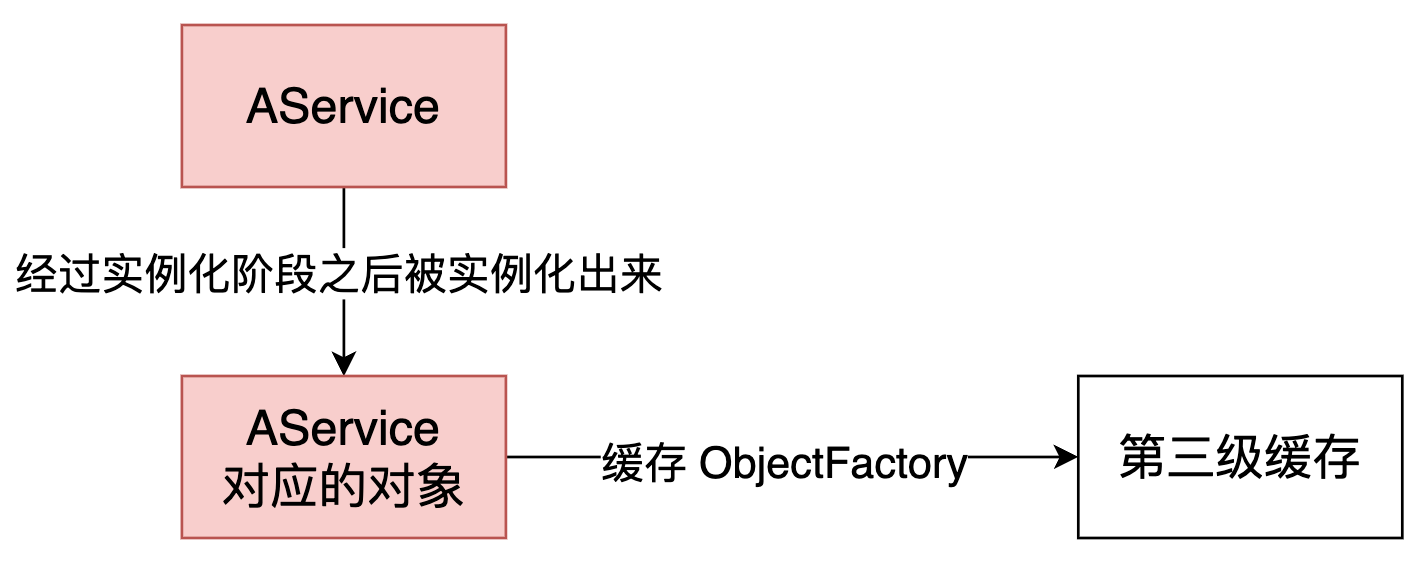 AService
经过实例化阶段之后被实例化出来
AService
对应的对象
缓存 ObjectFactory
第三级缓存